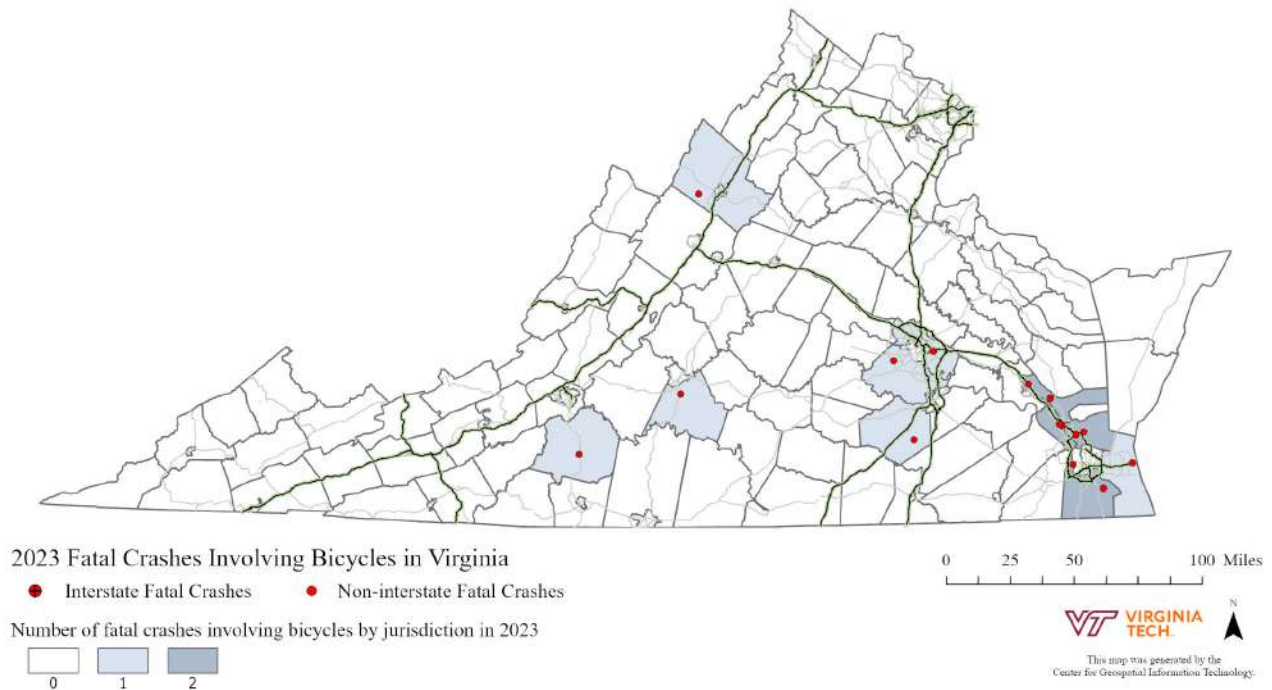 2023 Fatal Crashes Involving Bicycles in Virginia
Interstate Fatal Crashes
Non-interstate Fatal Crashes
Number of fatal crashes involving bicycles by jurisdiction in 2023
0
1
2
0 25 50 100 Miles
VT VIRGINIA
TECH.
N
This map was generated by the
Center for Geospatial Information Technology.